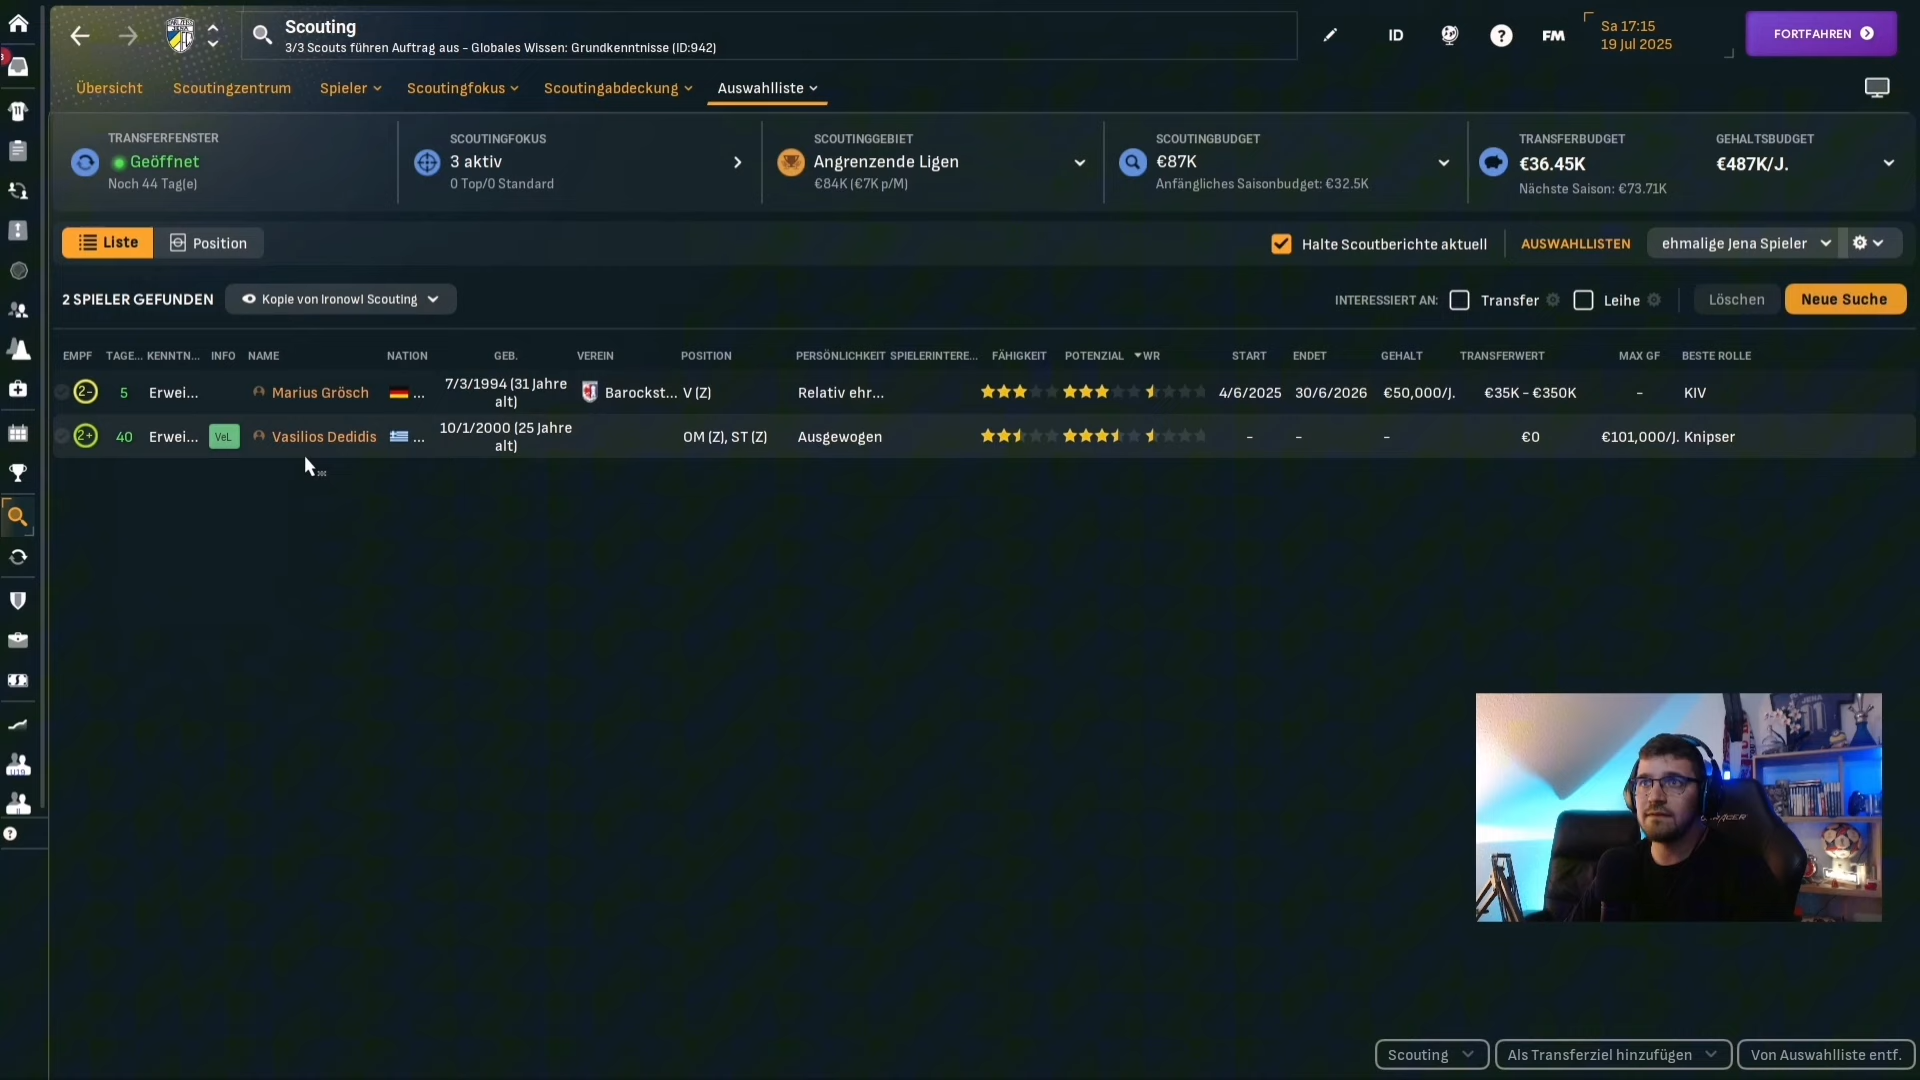 Scouting
3/3 Scouts führen Auftrag aus - Globales Wissen: Grundkenntnisse (ID:942)
ID
FM
Sa 17:15
19 Jul 2025
FORTFAHREN
Übersicht
Scoutingzentrum
Spieler
Scoutingfokus
Scoutingabdeckung
Auswahlliste
TRANSFERFENSTER
Geöffnet
Noch 44 Tag(e)
SCOUTINGFOKUS
3 aktiv
0 Top/0 Standard
SCOUTINGGEBIET
Angrenzende Ligen
€84K (€7K p/M)
SCOUTINGBUDGET
€87K
Anfängliches Saisonbudget: €32.5K
TRANSFERBUDGET
€36.45K
Nächste Saison: €73.71K
GEHALTSBUDGET
€487K/J.
Liste
Position
Halte Scoutberichte aktuell
AUSWAHLLISTEN
ehmalige Jena Spieler
2 SPIELER GEFUNDEN
Kopie von Ironowl Scouting
INTERESSIERT AN:
Transfer
Leihe
Löschen
Neue Suche
EMPF TAGE... KENNTN... INFO NAME NATION GEB. VEREIN POSITION PERSÖNLICHKEIT SPIELERINTERE... FÄHIGKEIT POTENZIAL WR START ENDET GEHALT TRANSFERWERT MAX GF BESTE ROLLE
2- 5 Erwei... Marius Grösch ... 7/3/1994 (31 Jahre alt) Barockst... V (Z) Relativ ehr... 4/6/2025 30/6/2026 €50,000/J. €35K - €350K - KIV
2+ 40 Erwei... VeL Vasilios Dedidis ... 10/1/2000 (25 Jahre alt) OM (Z), ST (Z) Ausgewogen - - - €0 €101,000/J. Knipser
U19
II
Scouting
Als Transferziel hinzufügen
Von Auswahlliste entf.